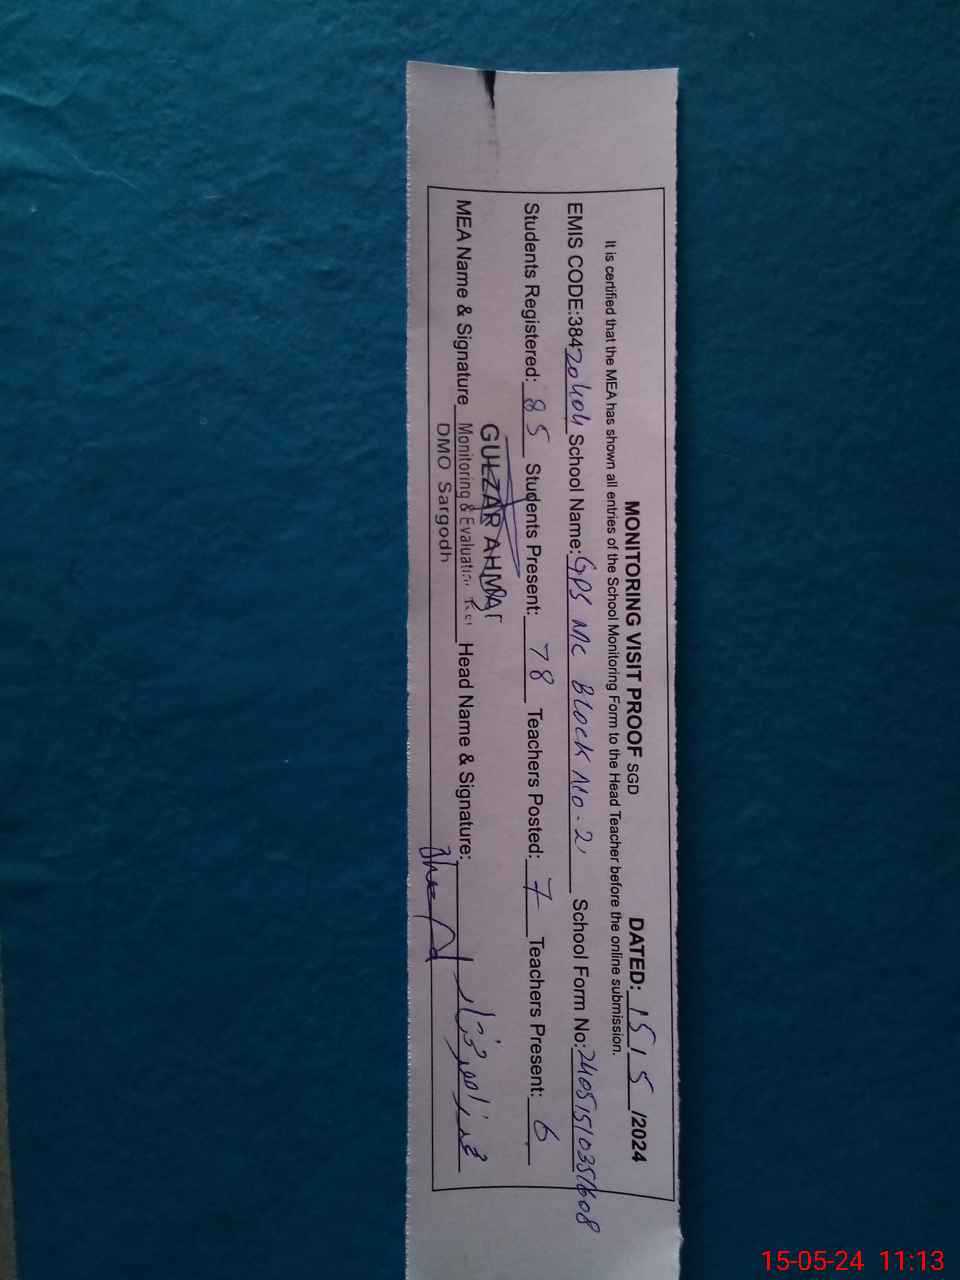 MONITORING VISIT PROOF SGD DATED: 15/5/2024
It is certified that the MEA has shown all entries of the School Monitoring Form to the Head Teacher before the online submission.
EMIS CODE:38420404 School Name: GPS MC Block No. 2 School Form No: 24051510351608
Students Registered: 85 Students Present: 78 Teachers Posted: 7 Teachers Present: 6
GULZAR AHMAD
MEA Name & Signature Monitoring & Evaluation Head Name & Signature:
DMO Sargodh
15-05-24 11:13